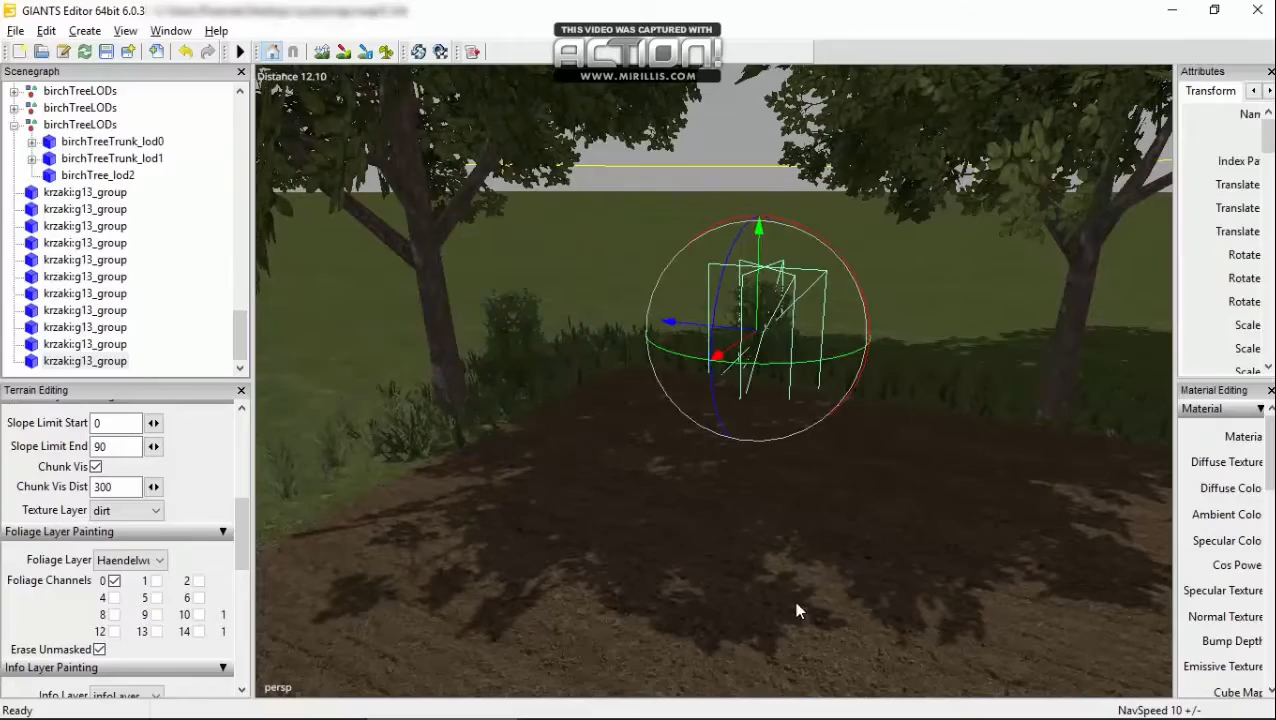 GIANTS Editor 64bit 6.0.3
File Edit Create View Window Help
THIS VIDEO WAS CAPTURED WITH
ACTION!
WWW.MIRILLIS.COM
Scenegraph
birchTreeLODs
birchTreeLODs
birchTreeLODs
birchTreeTrunk_lod0
birchTreeTrunk_lod1
birchTree_lod2
krzaki:g13_group
krzaki:g13_group
krzaki:g13_group
krzaki:g13_group
krzaki:g13_group
krzaki:g13_group
krzaki:g13_group
krzaki:g13_group
krzaki:g13_group
krzaki:g13_group
krzaki:g13_group
Terrain Editing
Slope Limit Start 0
Slope Limit End 90
Chunk Vis
Chunk Vis Dist 300
Texture Layer dirt
Foliage Layer Painting
Foliage Layer Haendelw
Foliage Channels 0 1 2
4 5 6
8 9 10 1
12 13 14 1
Erase Unmasked
Info Layer Painting
Info Layer infoLayer
Ready
Distance 12.10
persp
Attributes
Transform
Nan
Index Pa
Translate
Translate
Translate
Rotate
Rotate
Rotate
Scale
Scale
Scale
Material Editing
Material
Materia
Diffuse Texture
Diffuse Colo
Ambient Colo
Specular Colo
Cos Powe
Specular Texture
Normal Texture
Bump Depth
Emissive Texture
Cube Map
NavSpeed 10 +/-